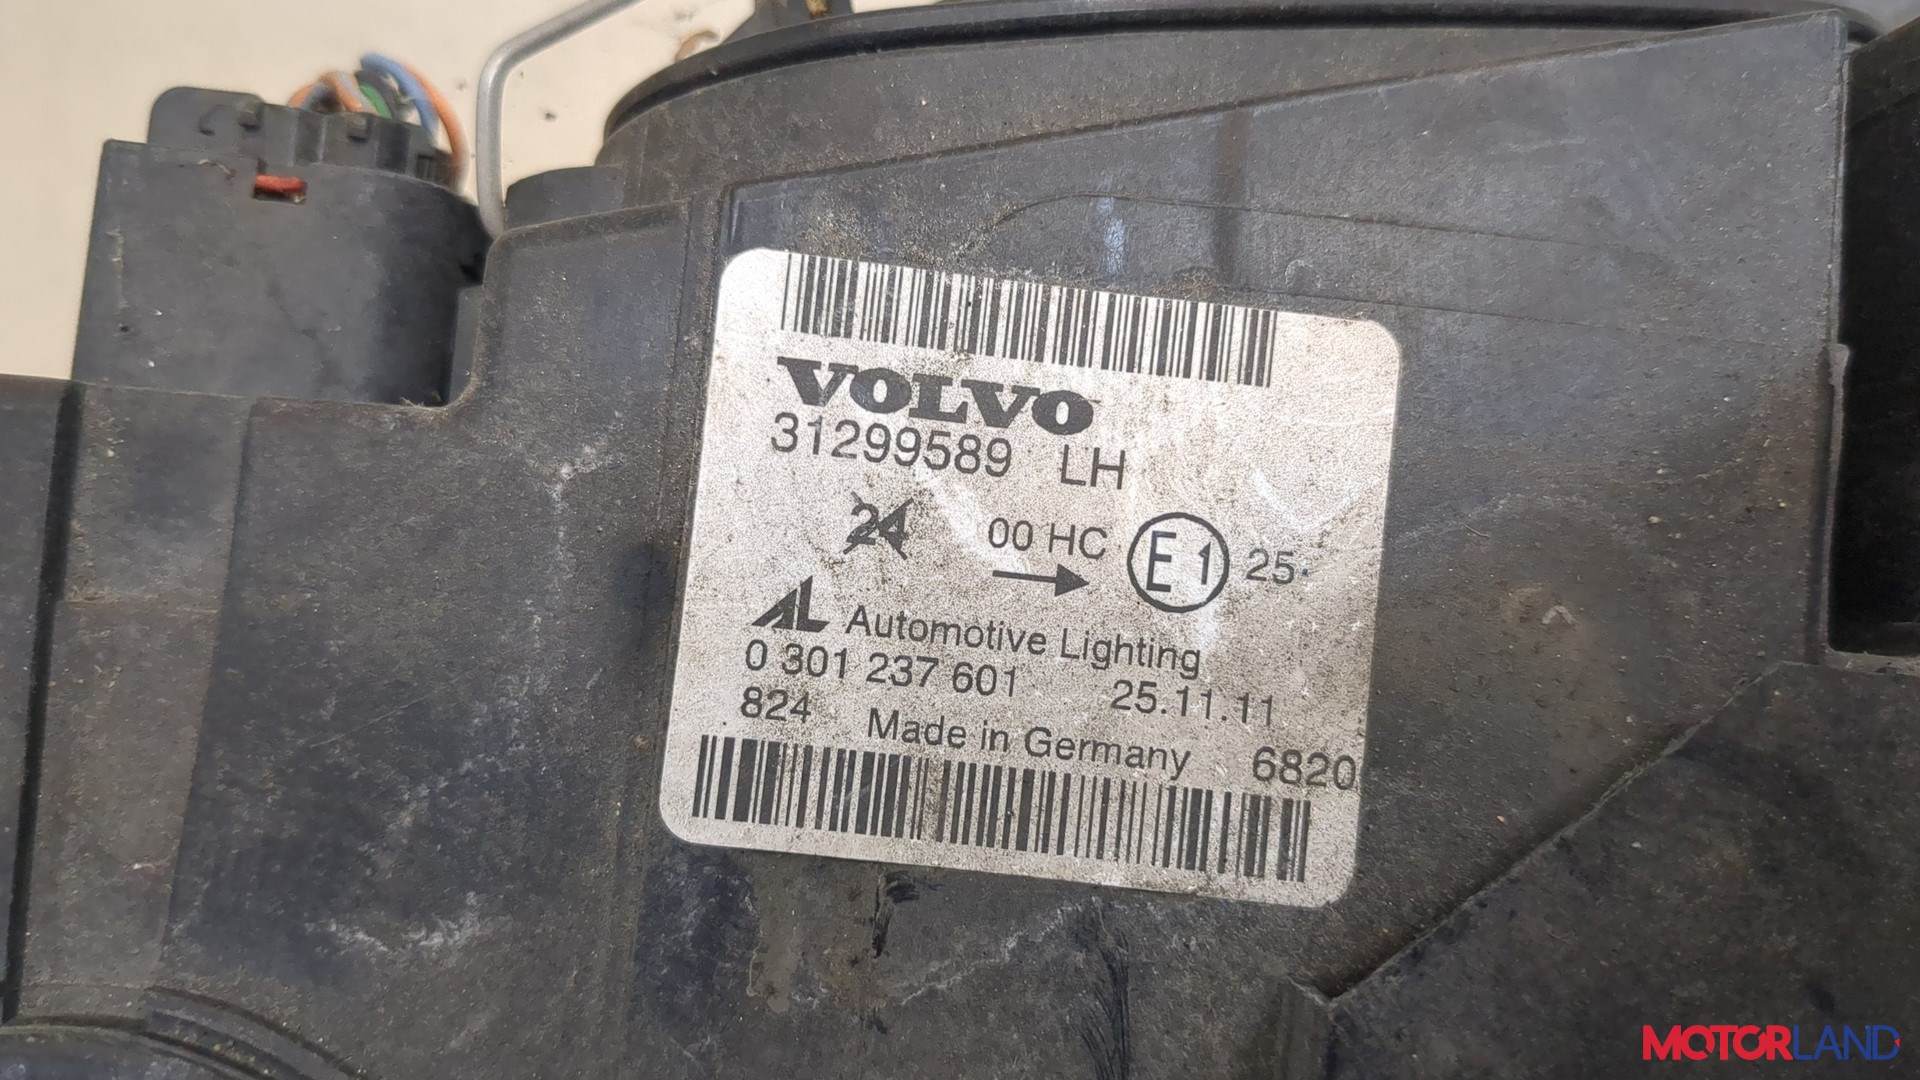 VOLVO
31299589 LH
24 00 HC E1 25
AL Automotive Lighting
0 301 237 601 25.11.11
824 Made in Germany 6820
MOTORLAND